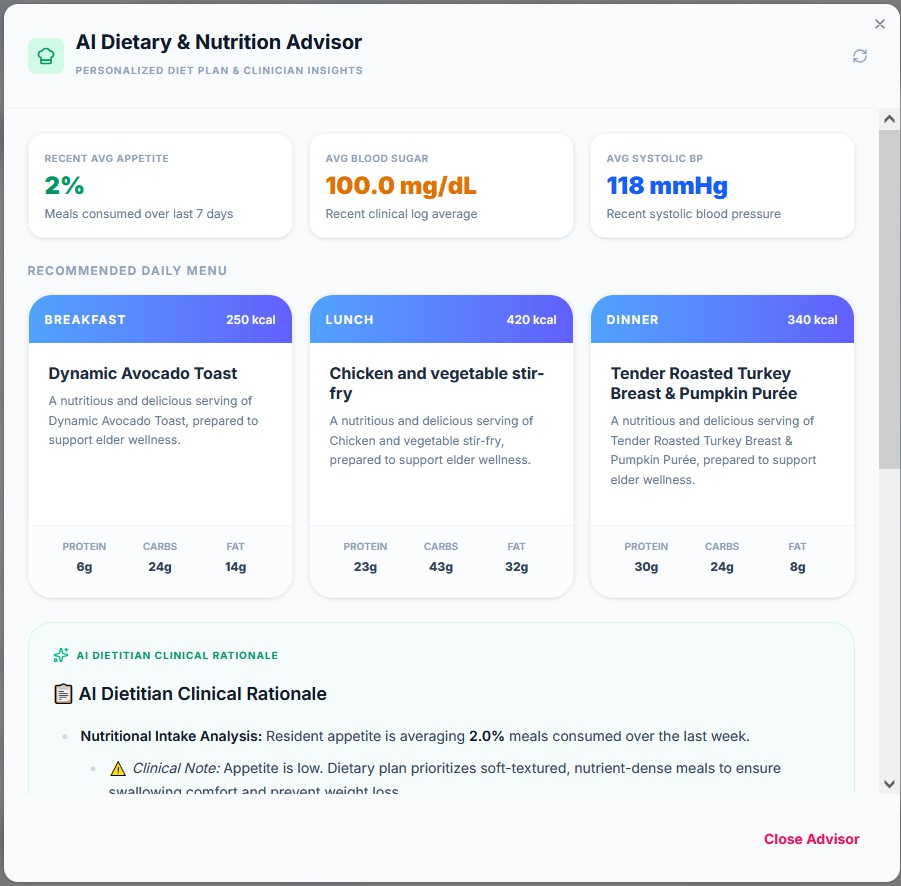 AI Dietary & Nutrition Advisor
PERSONALIZED DIET PLAN & CLINICIAN INSIGHTS
RECENT AVG APPETITE
2%
Meals consumed over last 7 days
AVG BLOOD SUGAR
100.0 mg/dL
Recent clinical log average
AVG SYSTOLIC BP
118 mmHg
Recent systolic blood pressure
RECOMMENDED DAILY MENU
BREAKFAST 250 kcal
Dynamic Avocado Toast
A nutritious and delicious serving of
Dynamic Avocado Toast, prepared to
support elder wellness.
PROTEIN CARBS FAT
6g 24g 14g
LUNCH 420 kcal
Chicken and vegetable stir-
fry
A nutritious and delicious serving of
Chicken and vegetable stir-fry,
prepared to support elder wellness.
PROTEIN CARBS FAT
23g 43g 32g
DINNER 340 kcal
Tender Roasted Turkey
Breast & Pumpkin Purée
A nutritious and delicious serving of
Tender Roasted Turkey Breast &
Pumpkin Purée, prepared to support
elder wellness.
PROTEIN CARBS FAT
30g 24g 8g
AI DIETITIAN CLINICAL RATIONALE
AI Dietitian Clinical Rationale
Nutritional Intake Analysis: Resident appetite is averaging 2.0% meals consumed over the last week.
Clinical Note: Appetite is low. Dietary plan prioritizes soft-textured, nutrient-dense meals to ensure
swallowing comfort and prevent weight loss.
Close Advisor